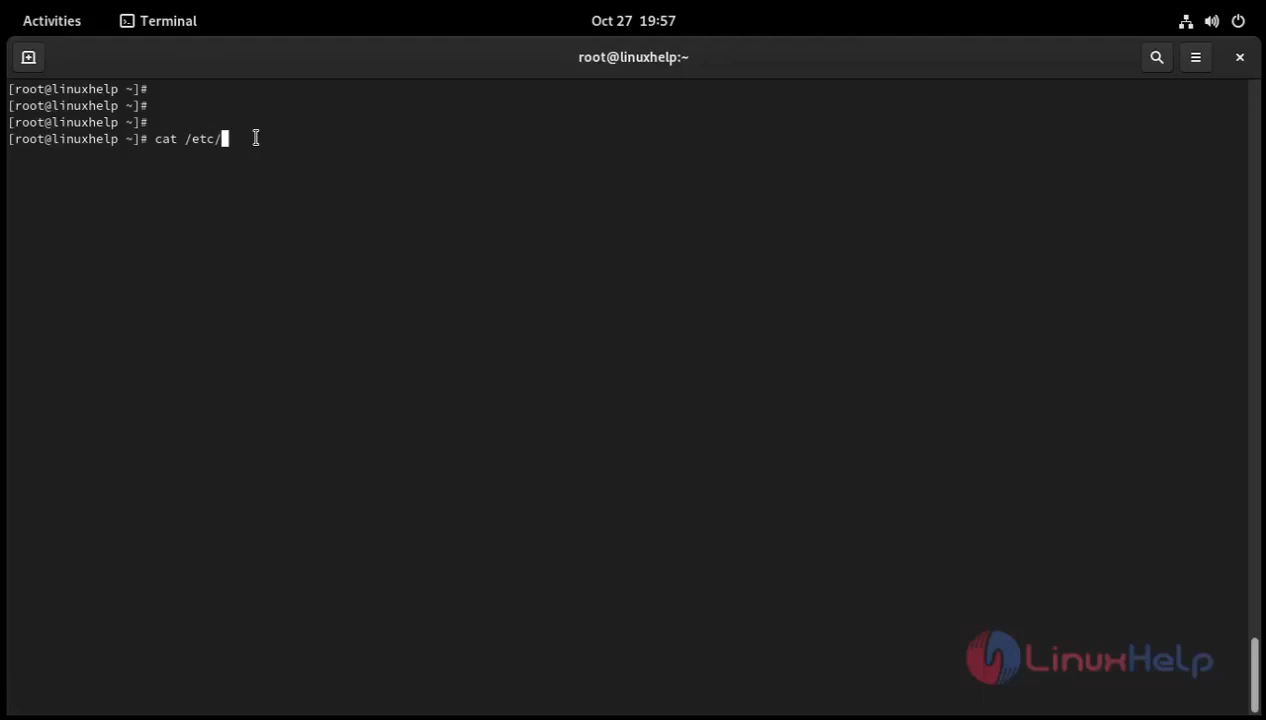 Activities Terminal Oct 27 19:57
root@linuxhelp:~
[root@linuxhelp ~]#
[root@linuxhelp ~]#
[root@linuxhelp ~]#
[root@linuxhelp ~]# cat /etc/
LinuxHelp